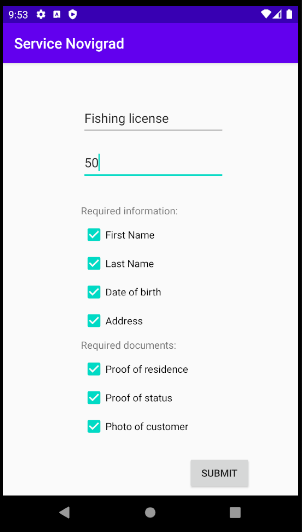 9:53
Service Novigrad
Fishing license
50
Required information:
First Name
Last Name
Date of birth
Address
Required documents:
Proof of residence
Proof of status
Photo of customer
SUBMIT